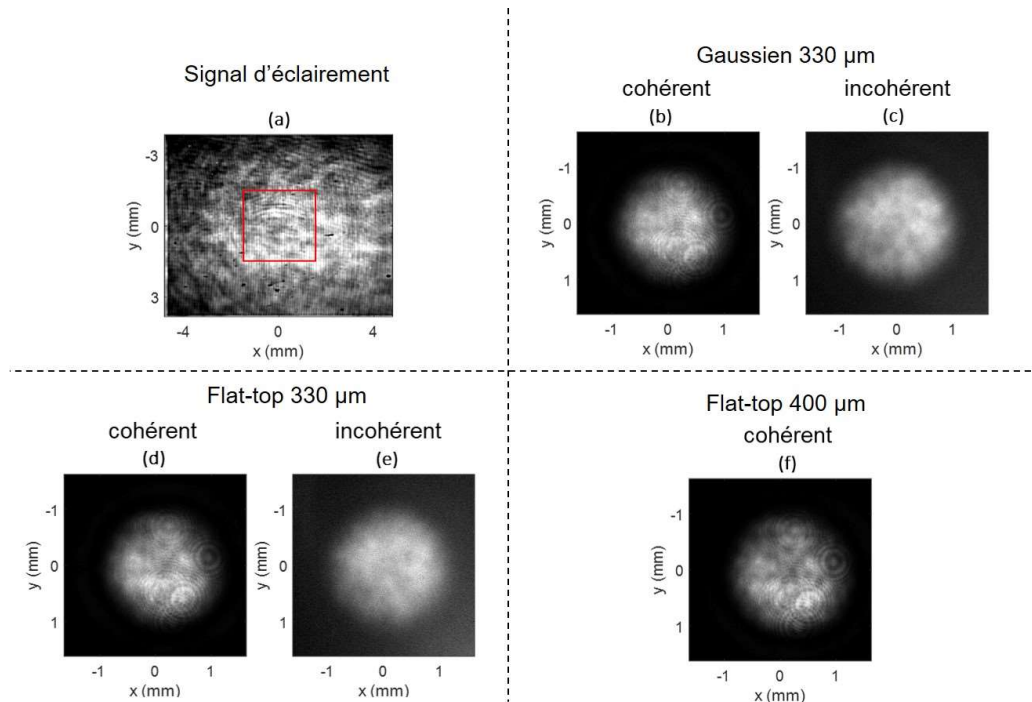 Signal d'éclairement
(a)
-3
0
3
y (mm)
-4
0
4
x (mm)
Gaussien 330 µm
cohérent
incohérent
(b)
(c)
-1
0
1
y (mm)
-1
0
1
x (mm)
-1
0
1
y (mm)
-1
0
1
x (mm)
Flat-top 330 µm
cohérent
incohérent
(d)
(e)
-1
0
1
y (mm)
-1
0
1
x (mm)
-1
0
1
y (mm)
-1
0
1
x (mm)
Flat-top 400 µm
cohérent
(f)
-1
0
1
y (mm)
-1
0
1
x (mm)